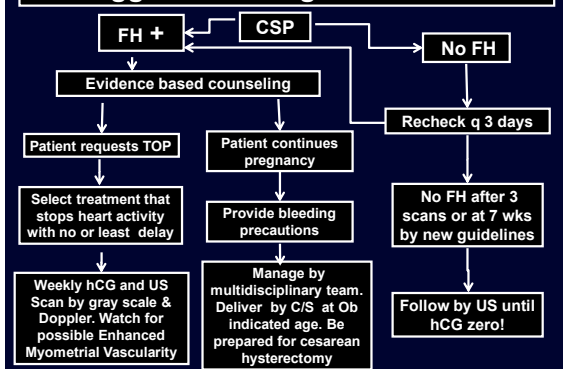 CSP
FH +
No FH
Evidence based counseling
Recheck q 3 days
Patient requests TOP
Patient continues
pregnancy
Select treatment that
stops heart activity
with no or least delay
Provide bleeding
precautions
No FH after 3
scans or at 7 wks
by new guidelines
Weekly hCG and US
Scan by gray scale &
Doppler. Watch for
possible Enhanced
Myometrial Vascularity
Manage by
multidisciplinary team.
Deliver by C/S at Ob
indicated age. Be
prepared for cesarean
hysterectomy
Follow by US until
hCG zero!